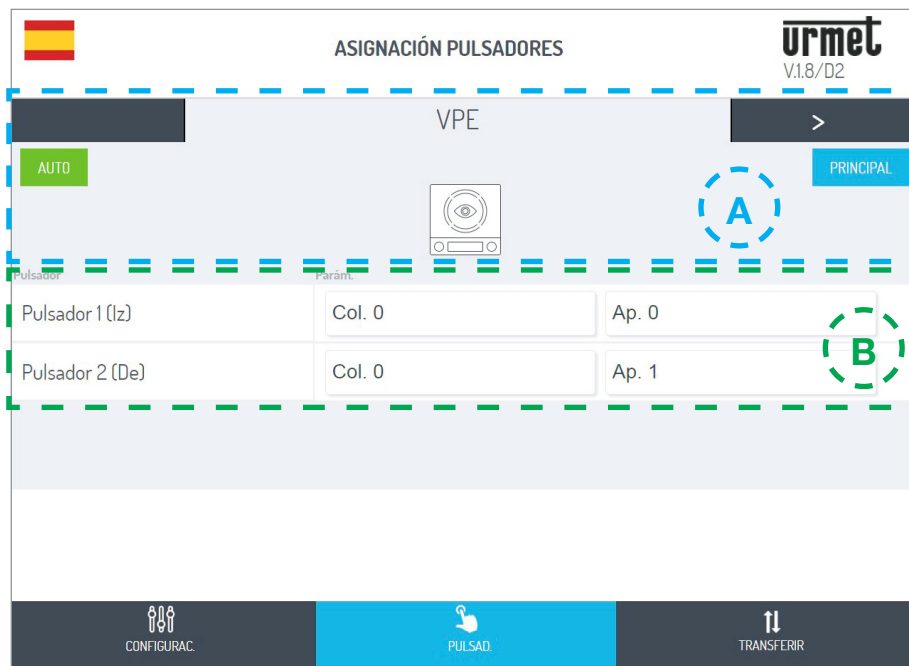 ASIGNACIÓN PULSADORES
urmet
V.1.8/D2
VPE
>
AUTO
PRINCIPAL
A
Pulsador
Parám.
Pulsador 1 (Iz)
Col. 0
Ap. 0
Pulsador 2 (De)
Col. 0
Ap. 1
B
CONFIGURAC.
PULSAD.
TRANSFERIR